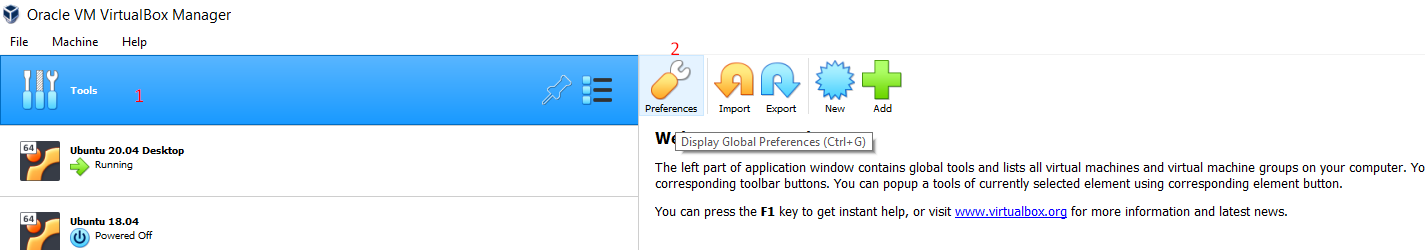 Oracle VM VirtualBox Manager
File Machine Help
2
Tools 1
Preferences Import Export New Add
We
Display Global Preferences (Ctrl+G)
64
Ubuntu 20.04 Desktop
Running
The left part of application window contains global tools and lists all virtual machines and virtual machine groups on your computer. Yo
corresponding toolbar buttons. You can popup a tools of currently selected element using corresponding element button.
64
Ubuntu 18.04
Powered Off
You can press the F1 key to get instant help, or visit www.virtualbox.org for more information and latest news.